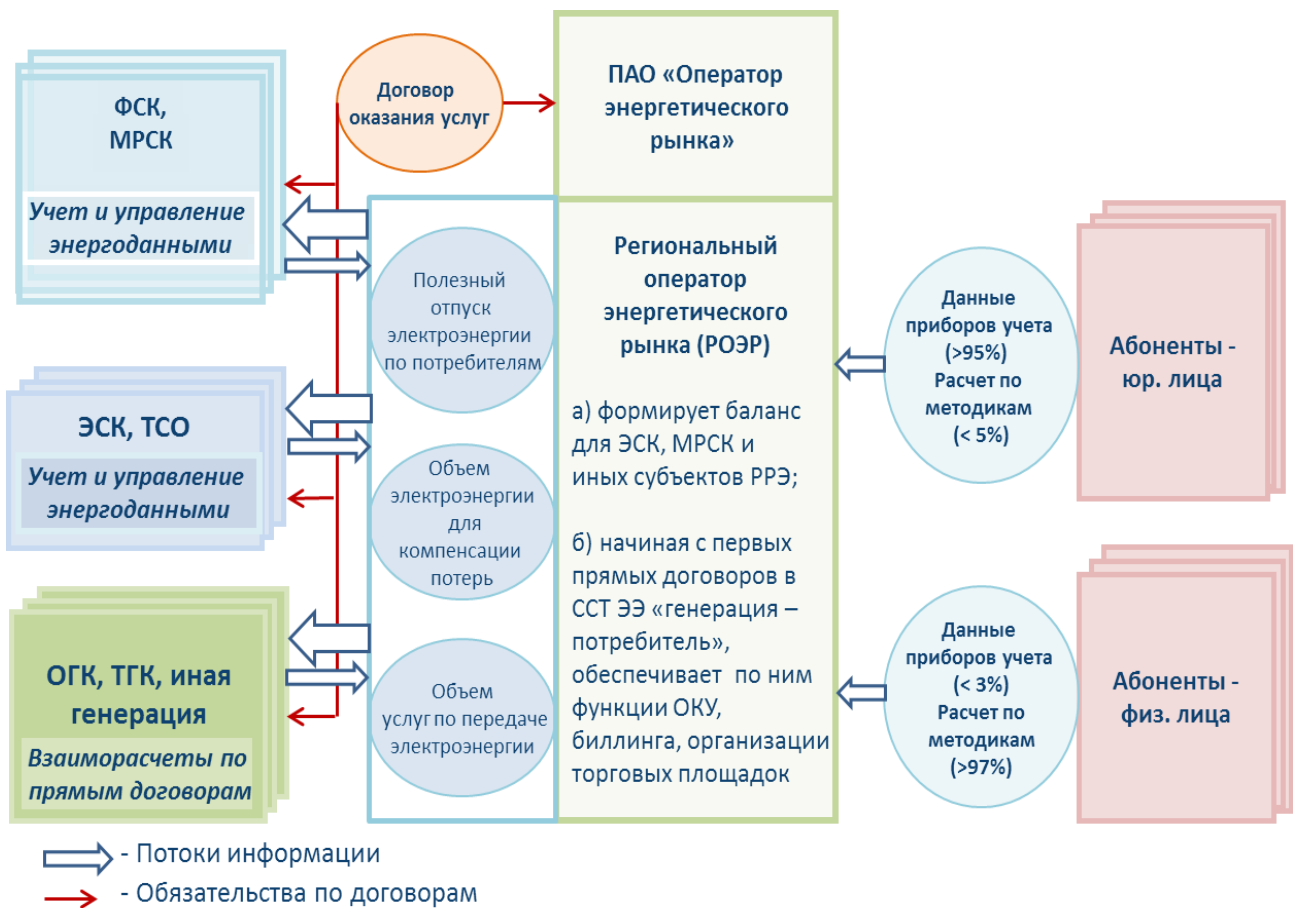 ФСК,
МРСК
Учет и управление
энергоданными
ЭСК, ТСО
Учет и управление
энергоданными
ОГК, ТГК, иная
генерация
Взаиморасчеты по
прямым договорам
Договор
оказания услуг
Полезный
отпуск
электроэнергии
по потребителям
Объем
электроэнергии
для
компенсации
потерь
Объем
услуг по передаче
электроэнергии
ПАО «Оператор
энергетического
рынка»
Региональный
оператор
энергетического
рынка (РОЭР)
а) формирует баланс
для ЭСК, МРСК и
иных субъектов РРЭ;
б) начиная с первых
прямых договоров в
ССТ ЭЭ «генерация –
потребитель»,
обеспечивает по ним
функции ОКУ,
биллинга, организации
торговых площадок
Данные
приборов учета
(>95%)
Расчет по
методикам
(< 5%)
Абоненты -
юр. лица
Данные
приборов учета
(< 3%)
Расчет по
методикам
(>97%)
Абоненты -
физ. лица
- Потоки информации
- Обязательства по договорам